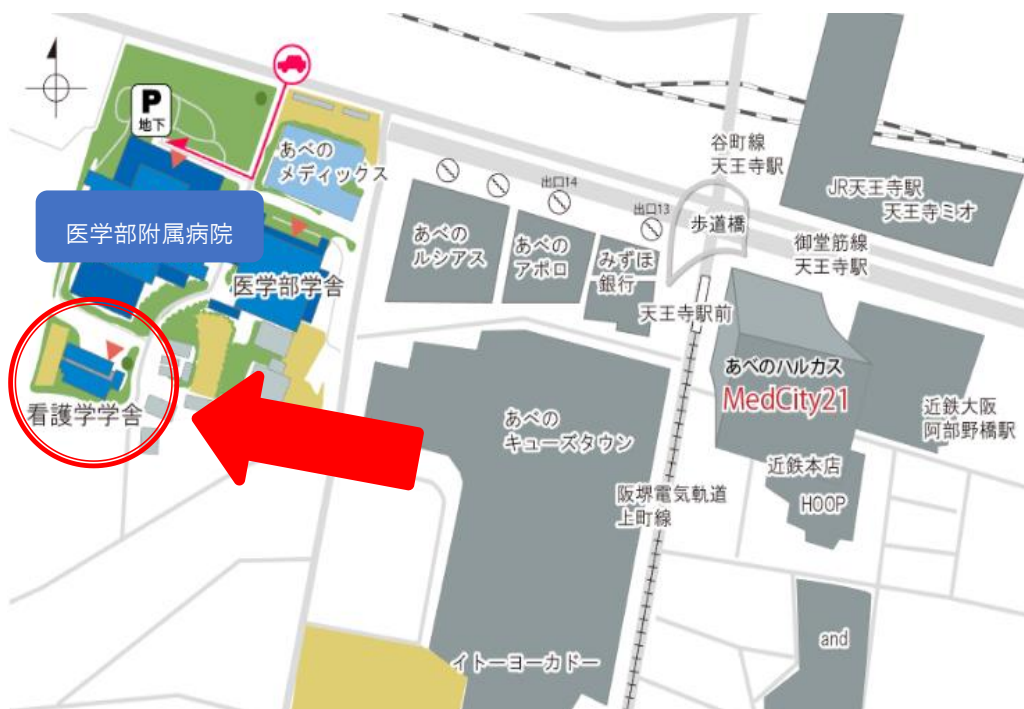 P
地下
あべの
メディックス
医学部附属病院
医学部学舎
看護学学舎
あべの
ルシアス
出口14
あべの
アポロ
出口13
みずほ
銀行
谷町線
天王寺駅
歩道橋
JR天王寺駅
天王寺ミオ
御堂筋線
天王寺駅
天王寺駅前
あべのハルカス
MedCity21
近鉄大阪
阿部野橋駅
近鉄本店
HOOP
あべの
キューズタウン
阪堺電気軌道
上町線
イトーヨーカドー
and